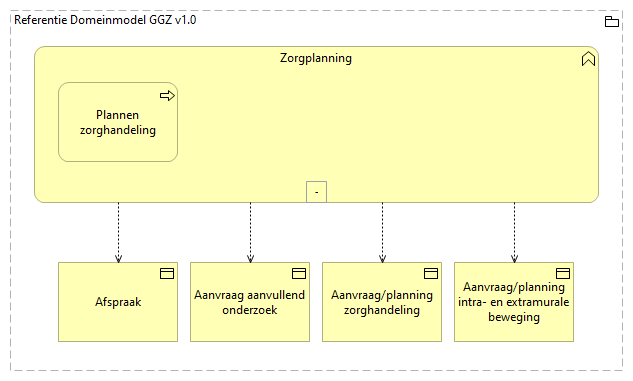 Referentie Domeinmodel GGZ v1.0
Zorgplanning
Plannen
zorghandeling
-
Afspraak
Aanvraag aanvullend
onderzoek
Aanvraag/planning
zorghandeling
Aanvraag/planning
intra- en extramurale
beweging